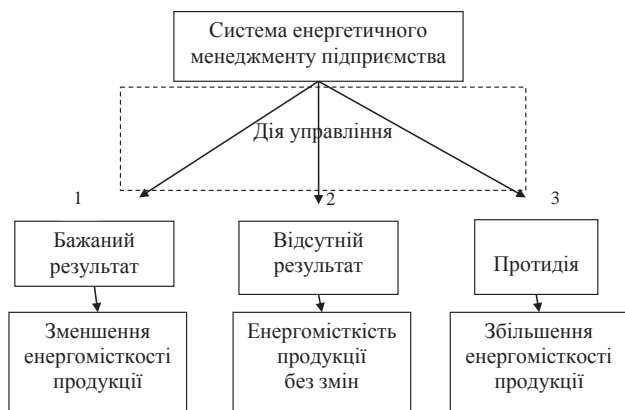 Система енергетичного
менеджменту підприємства
Дія управління
1
2
3
Бажаний
результат
Відсутній
результат
Протидія
Зменшення
енергомісткості
продукції
Енергомісткість
продукції
без змін
Збільшення
енергомісткості
продукції